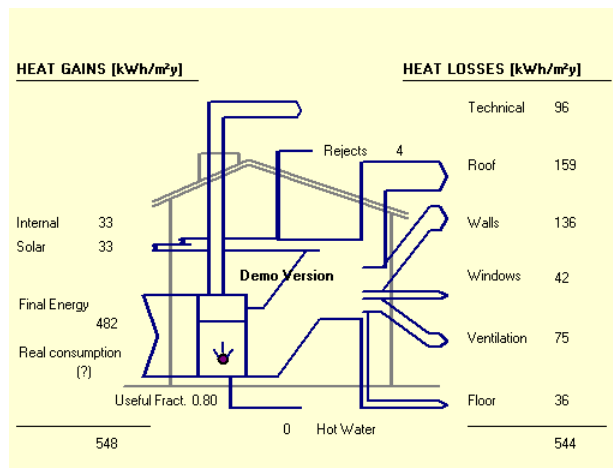 HEAT GAINS [kWh/m²y]
HEAT LOSSES [kWh/m²y]
Technical 96
Rejects 4
Roof 159
Internal 33
Walls 136
Solar 33
Demo Version
Windows 42
Final Energy
482
Ventilation 75
Real consumption
(?)
Useful Fract. 0.80
Floor 36
0 Hot Water
548
544